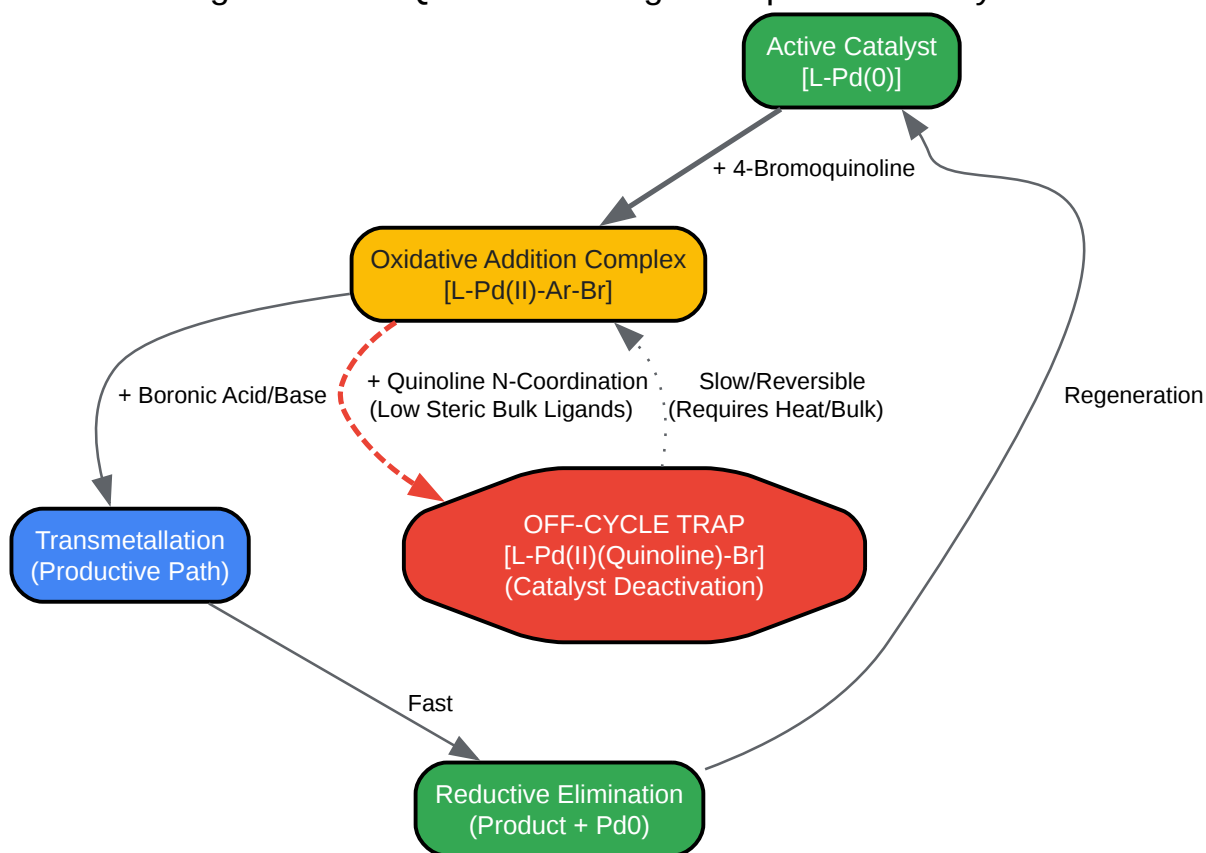 Active Catalyst
[L-Pd(0)]
+ 4-Bromoquinoline
Oxidative Addition Complex
[L-Pd(II)-Ar-Br]
+ Boronic Acid/Base
+ Quinoline N-Coordination
(Low Steric Bulk Ligands)
Slow/Reversible
(Requires Heat/Bulk)
Regeneration
OFF-CYCLE TRAP
[L-Pd(II)(Quinoline)-Br]
(Catalyst Deactivation)
Transmetallation
(Productive Path)
Fast
Reductive Elimination
(Product + Pd0)